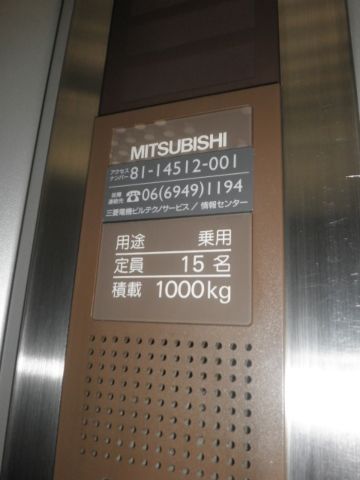 MITSUBISHI
アクセスナンバー 81-14512-001
連絡先 ☎06(6949)1194
三菱電機ビルテクノサービス／情報センター
用途 乗用
定員 15名
積載 1000kg